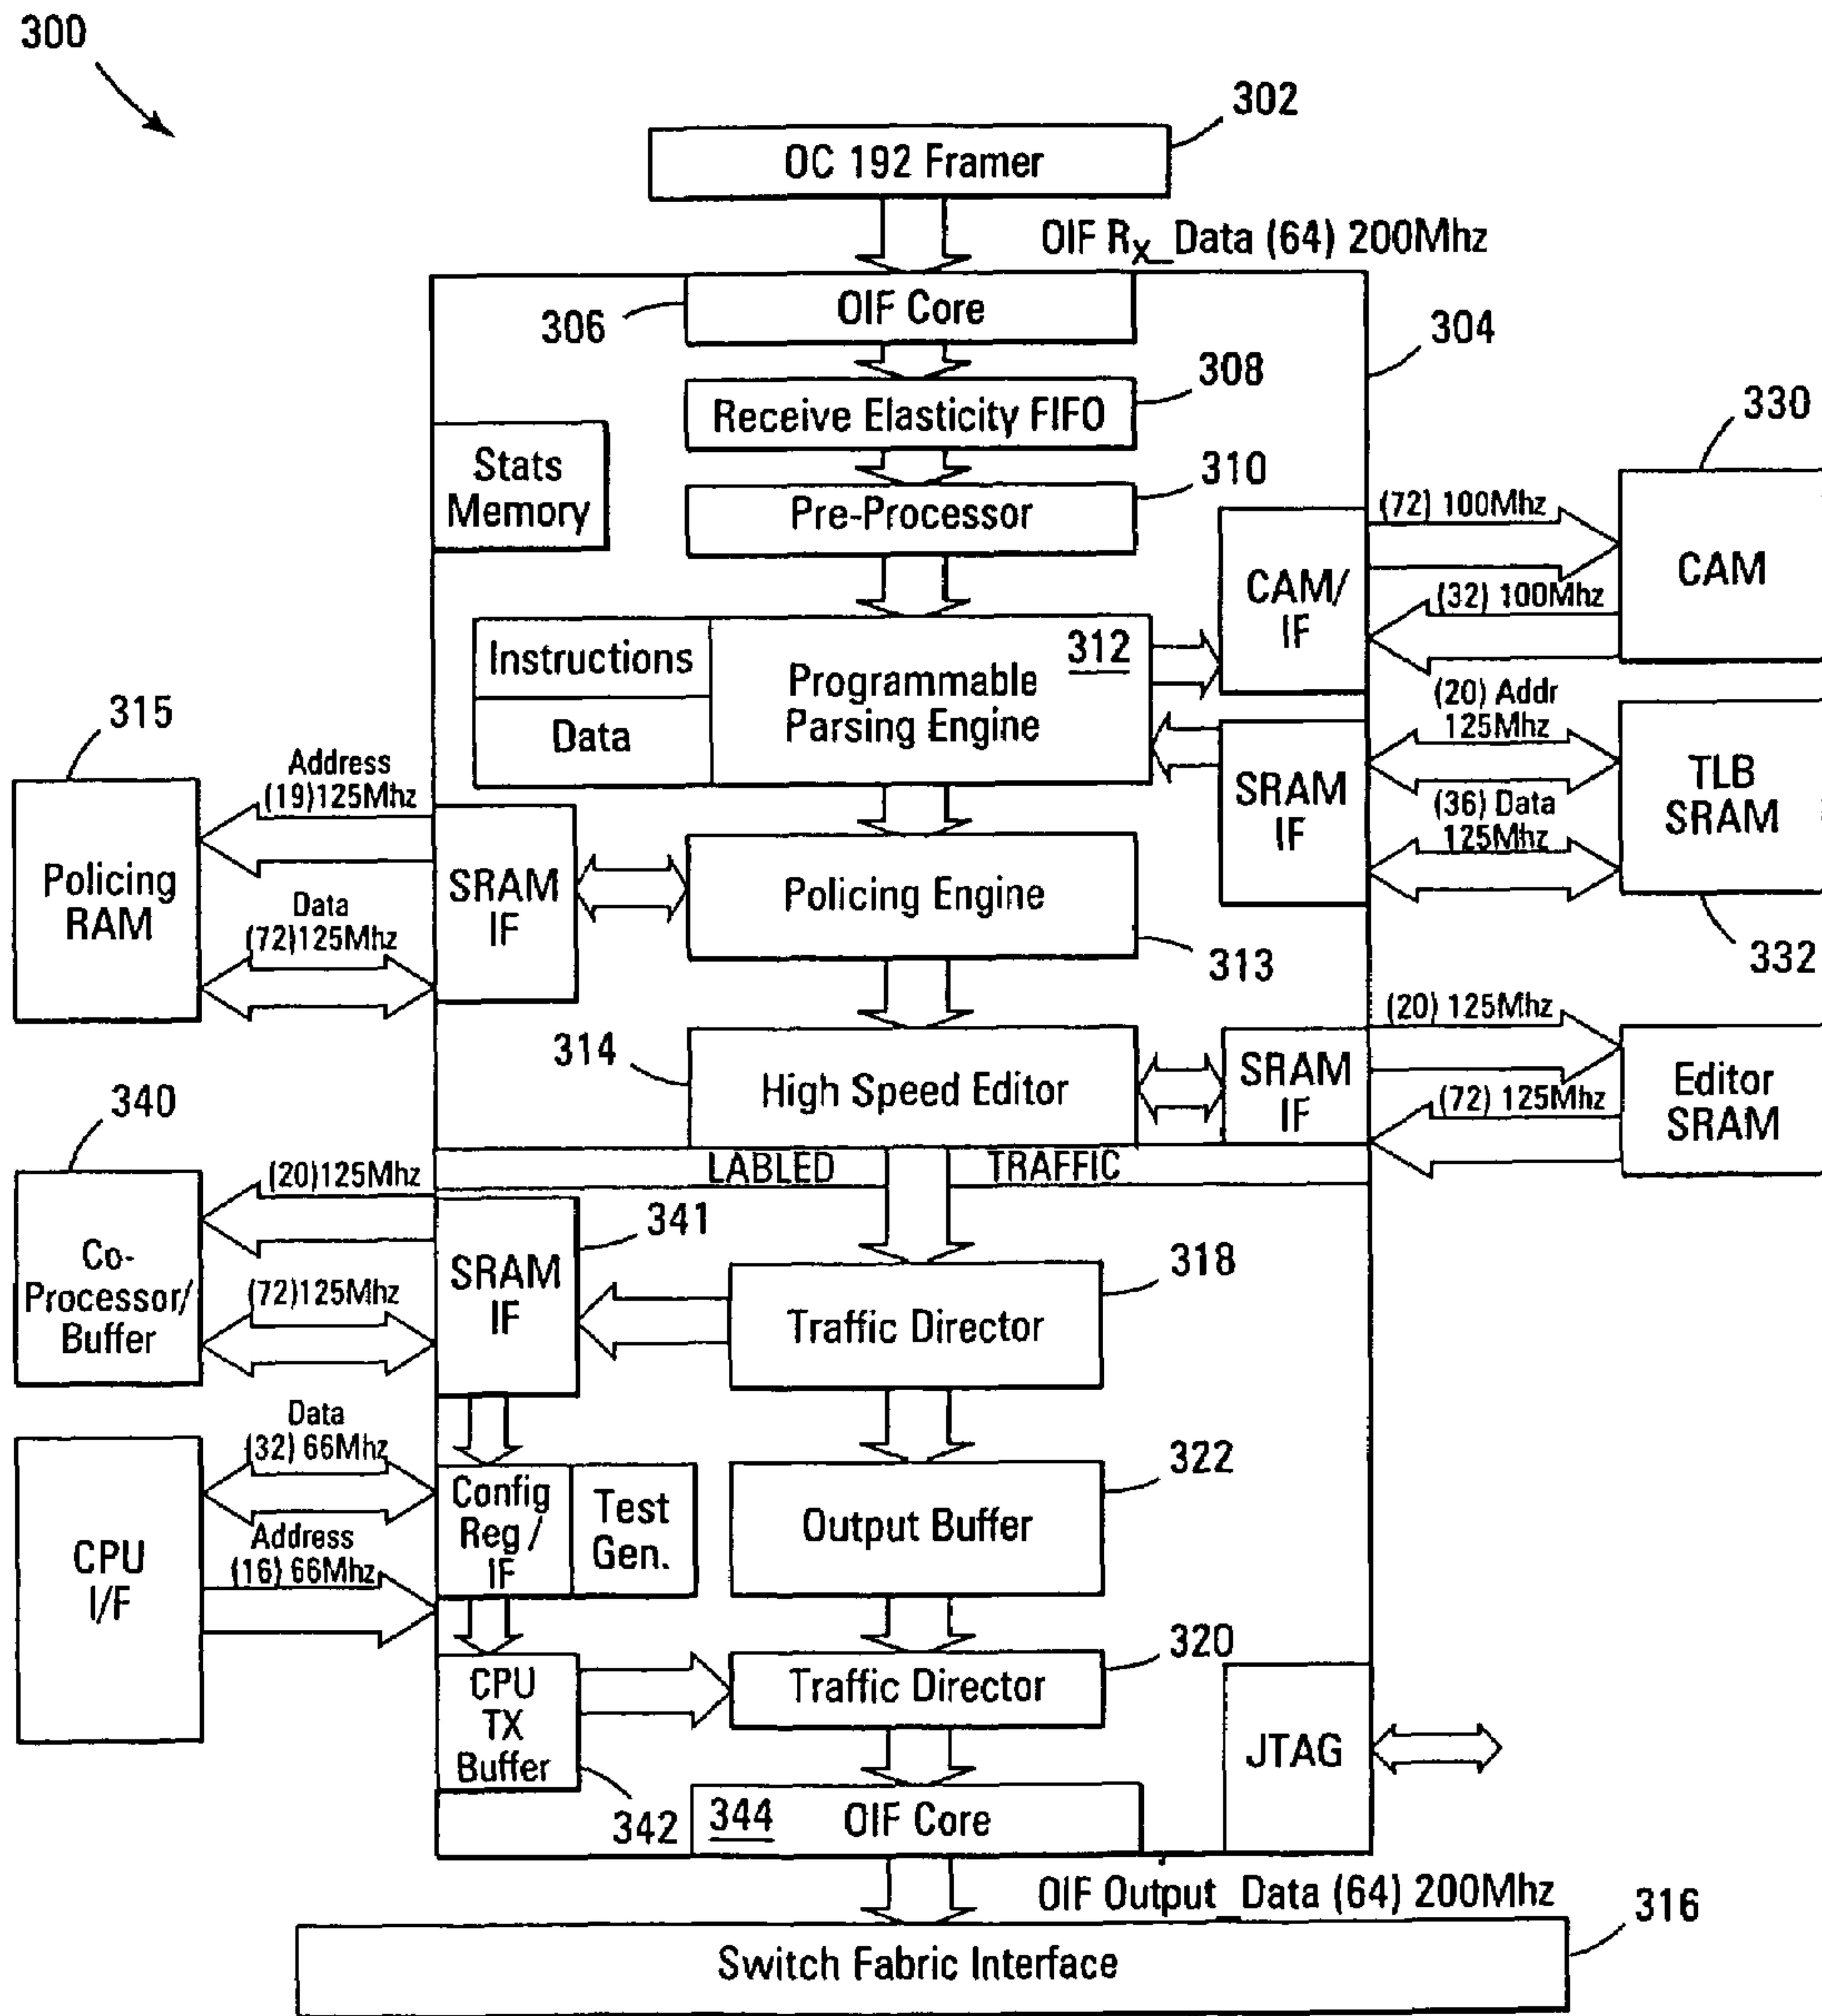 300
302
OC 192 Framer
OIF RX_Data (64) 200Mhz
OIF Core
306
304
308
Receive Elasticity FIFO
330
Stats
Memory
310
Pre-Processor
(72) 100Mhz
CAM/
IF
CAM
(32) 100Mhz
Instructions
Data
312
Programmable
Parsing Engine
(20) Addr
125Mhz
SRAM
IF
TLB
SRAM
(36) Data
125Mhz
332
315
Address
(19)125Mhz
Policing
RAM
Data
(72)125Mhz
SRAM
IF
Policing Engine
313
314
High Speed Editor
SRAM
IF
(20) 125Mhz
(72) 125Mhz
Editor
SRAM
LABLED TRAFFIC
340
(20)125Mhz
Co-
Processor/
Buffer
(72)125Mhz
341
SRAM
IF
318
Traffic Director
Data
(32) 66Mhz
CPU
I/F
Address
(16) 66Mhz
Config
Reg/
IF
Test
Gen.
322
Output Buffer
CPU
TX
Buffer
342
320
Traffic Director
JTAG
344
OIF Core
OIF Output_Data (64) 200Mhz
316
Switch Fabric Interface